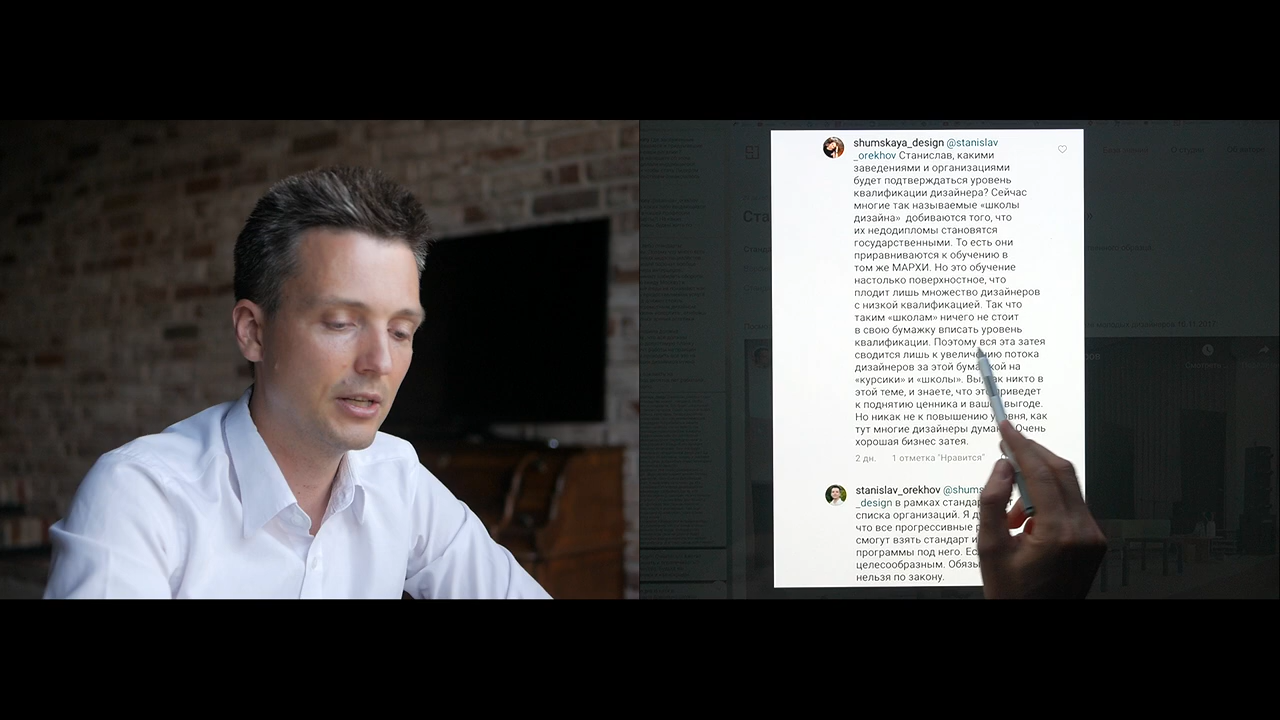 shumskaya_design @stanislav
_orekhov Станислав, какими
заведениями и организациями
будет подтверждаться уровень
квалификации дизайнера? Сейчас
многие так называемые «школы
дизайна» добиваются того, что
их недодипломы становятся
государственными. То есть они
приравниваются к обучению в
том же МАРХИ. Но это обучение
настолько поверхностное, что
плодит лишь множество дизайнеров
с низкой квалификацией. Так что
таким «школам» ничего не стоит
в свою бумажку вписать уровень
квалификации. Поэтому вся эта затея
сводится лишь к увеличению потока
дизайнеров за этой бумажкой на
«курсики» и «школы». Вы, как никто в
этой теме, и знаете, что это приведет
к поднятию ценника и вашей выгоде.
Но никак не к повышению уровня, как
тут многие дизайнеры думают. Очень
хорошая бизнес затея.
2 дн. 1 отметка "Нравится"
stanislav_orekhov @shums
_design в рамках стандар
списка организаций. Я д
что все прогрессивные
смогут взять стандарт и
программы под него. Ес
целесообразным. Обязы
нельзя по закону.